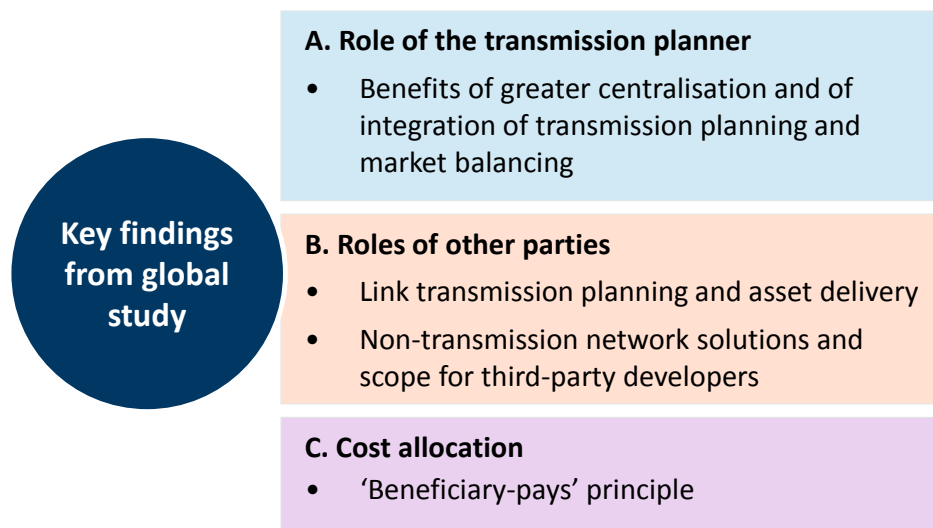 Key findings
from global
study
A. Role of the transmission planner
• Benefits of greater centralisation and of
integration of transmission planning and
market balancing
B. Roles of other parties
• Link transmission planning and asset delivery
• Non-transmission network solutions and
scope for third-party developers
C. Cost allocation
• ‘Beneficiary-pays’ principle